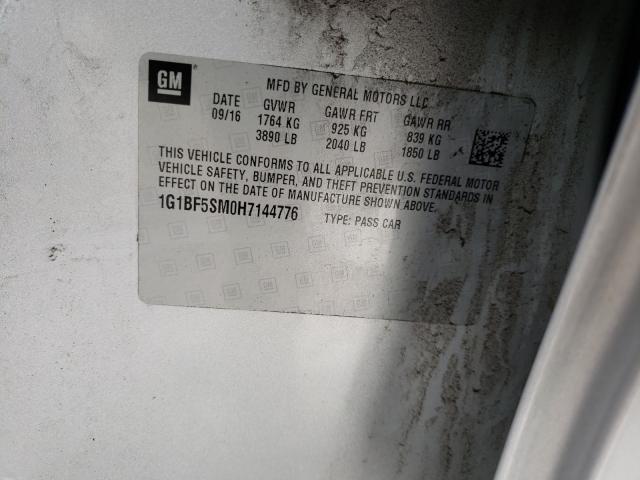 GM
MFD BY GENERAL MOTORS LLC
DATE GVWR GAWR FRT GAWR RR
09/16 1764 KG 925 KG 839 KG
3890 LB 2040 LB 1850 LB
THIS VEHICLE CONFORMS TO ALL APPLICABLE U.S. FEDERAL MOTOR
VEHICLE SAFETY, BUMPER, AND THEFT PREVENTION STANDARDS IN
EFFECT ON THE DATE OF MANUFACTURE SHOWN ABOVE.
1G1BF5SM0H7144776 TYPE: PASS CAR